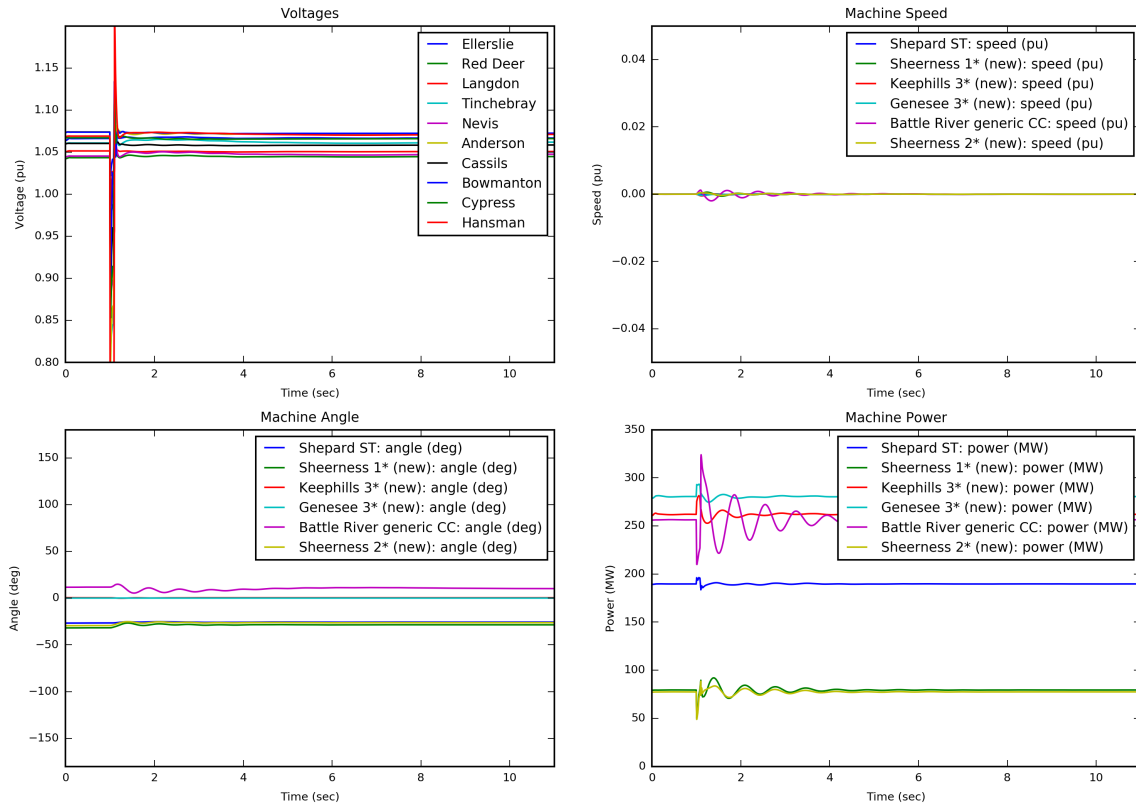 Voltages
1.15
1.10
1.05
1.00
0.95
0.90
0.85
0.80
Voltage (pu)
0 2 4 6 8 10
Time (sec)
Ellerslie
Red Deer
Langdon
Tinchebray
Nevis
Anderson
Cassils
Bowmanton
Cypress
Hansman
Machine Speed
0.04
0.02
0.00
−0.02
−0.04
Speed (pu)
0 2 4 6 8 10
Time (sec)
Shepard ST: speed (pu)
Sheerness 1* (new): speed (pu)
Keephills 3* (new): speed (pu)
Genesee 3* (new): speed (pu)
Battle River generic CC: speed (pu)
Sheerness 2* (new): speed (pu)
Machine Angle
150
100
50
0
−50
−100
−150
Angle (deg)
0 2 4 6 8 10
Time (sec)
Shepard ST: angle (deg)
Sheerness 1* (new): angle (deg)
Keephills 3* (new): angle (deg)
Genesee 3* (new): angle (deg)
Battle River generic CC: angle (deg)
Sheerness 2* (new): angle (deg)
Machine Power
350
300
250
200
150
100
50
0
Power (MW)
0 2 4 6 8 10
Time (sec)
Shepard ST: power (MW)
Sheerness 1* (new): power (MW)
Keephills 3* (new): power (MW)
Genesee 3* (new): power (MW)
Battle River generic CC: power (MW)
Sheerness 2* (new): power (MW)